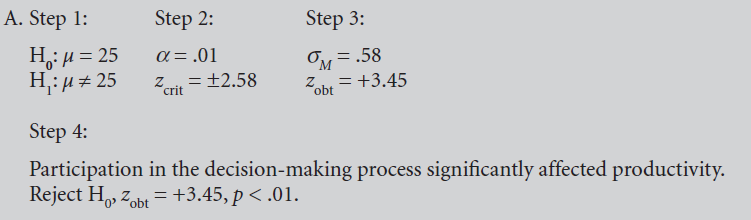 A. Step 1: Step 2: Step 3:
H₀: μ = 25 α = .01 σM = .58
H₁: μ ≠ 25 zcrit = ±2.58 zobt = +3.45
Step 4:
Participation in the decision-making process significantly affected productivity.
Reject H₀, zobt = +3.45, p < .01.